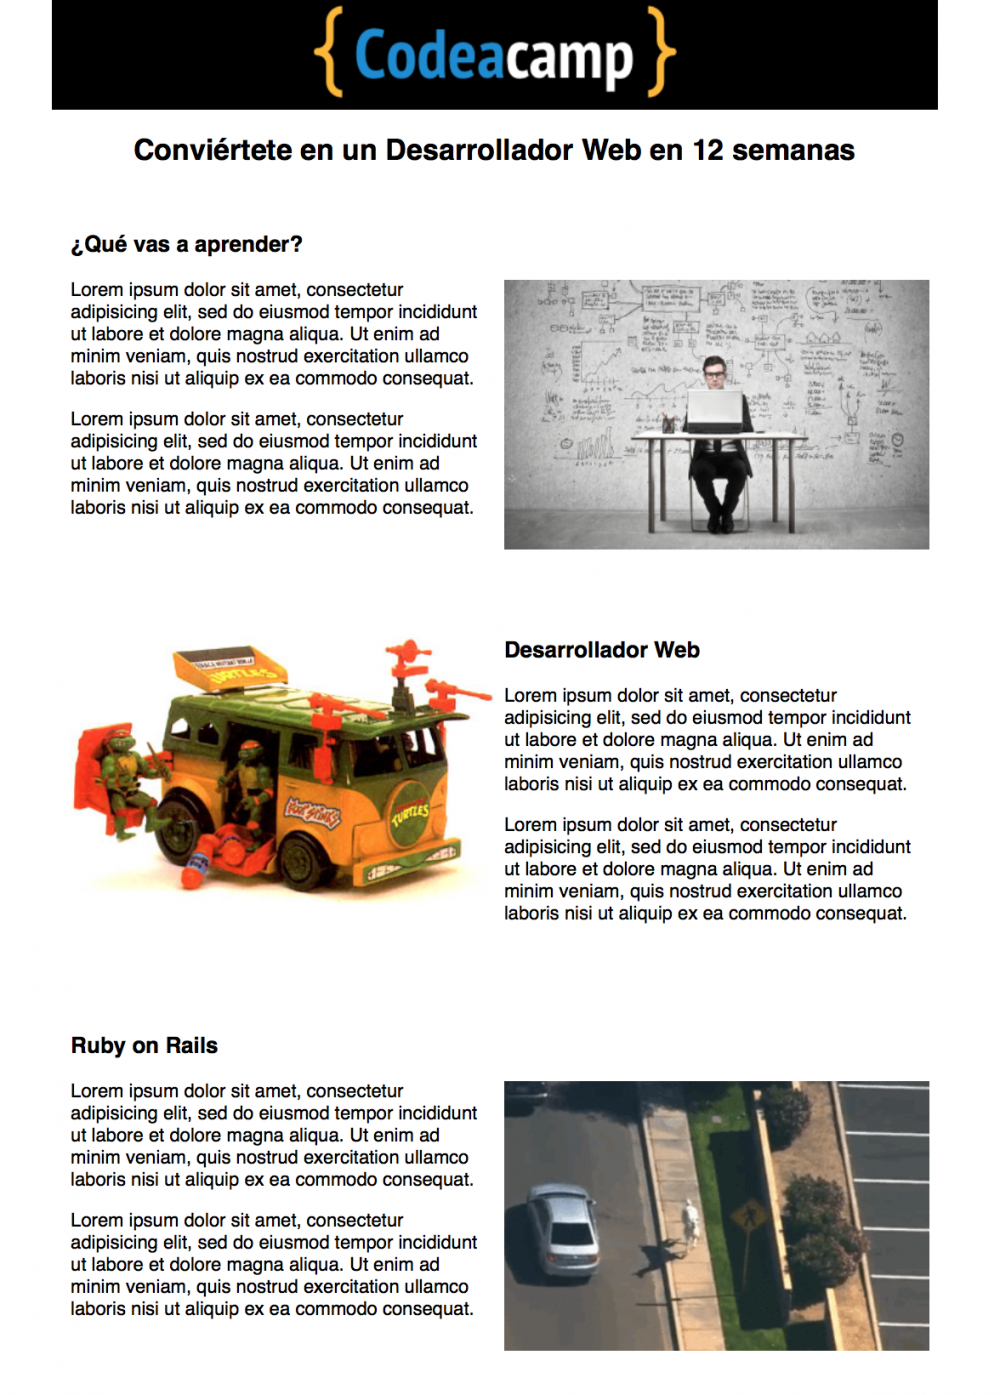 { Codeacamp }
Conviértete en un Desarrollador Web en 12 semanas
¿Qué vas a aprender?
Lorem ipsum dolor sit amet, consectetur
adipisicing elit, sed do eiusmod tempor incididunt
ut labore et dolore magna aliqua. Ut enim ad
minim veniam, quis nostrud exercitation ullamco
laboris nisi ut aliquip ex ea commodo consequat.
Lorem ipsum dolor sit amet, consectetur
adipisicing elit, sed do eiusmod tempor incididunt
ut labore et dolore magna aliqua. Ut enim ad
minim veniam, quis nostrud exercitation ullamco
laboris nisi ut aliquip ex ea commodo consequat.
TURTLES
TURTLES
Desarrollador Web
Lorem ipsum dolor sit amet, consectetur
adipisicing elit, sed do eiusmod tempor incididunt
ut labore et dolore magna aliqua. Ut enim ad
minim veniam, quis nostrud exercitation ullamco
laboris nisi ut aliquip ex ea commodo consequat.
Lorem ipsum dolor sit amet, consectetur
adipisicing elit, sed do eiusmod tempor incididunt
ut labore et dolore magna aliqua. Ut enim ad
minim veniam, quis nostrud exercitation ullamco
laboris nisi ut aliquip ex ea commodo consequat.
Ruby on Rails
Lorem ipsum dolor sit amet, consectetur
adipisicing elit, sed do eiusmod tempor incididunt
ut labore et dolore magna aliqua. Ut enim ad
minim veniam, quis nostrud exercitation ullamco
laboris nisi ut aliquip ex ea commodo consequat.
Lorem ipsum dolor sit amet, consectetur
adipisicing elit, sed do eiusmod tempor incididunt
ut labore et dolore magna aliqua. Ut enim ad
minim veniam, quis nostrud exercitation ullamco
laboris nisi ut aliquip ex ea commodo consequat.